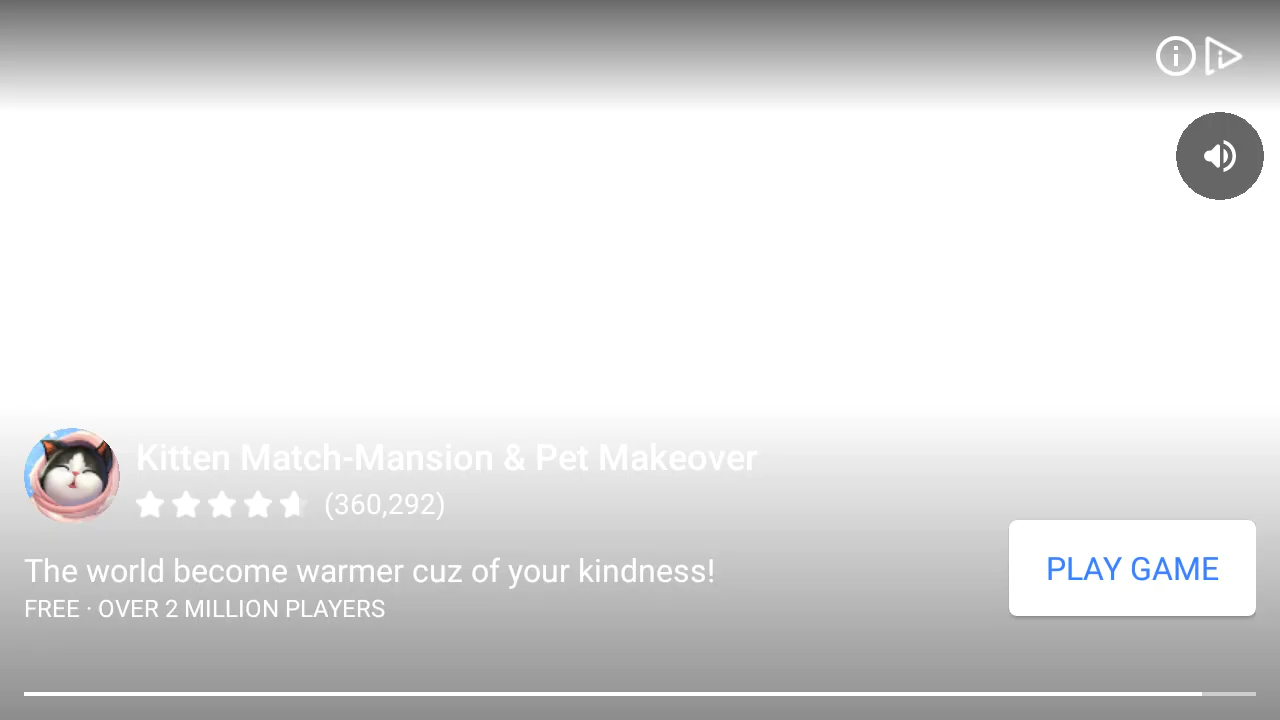 Kitten Match-Mansion & Pet Makeover
(360,292)
The world become warmer cuz of your kindness!
FREE · OVER 2 MILLION PLAYERS
PLAY GAME